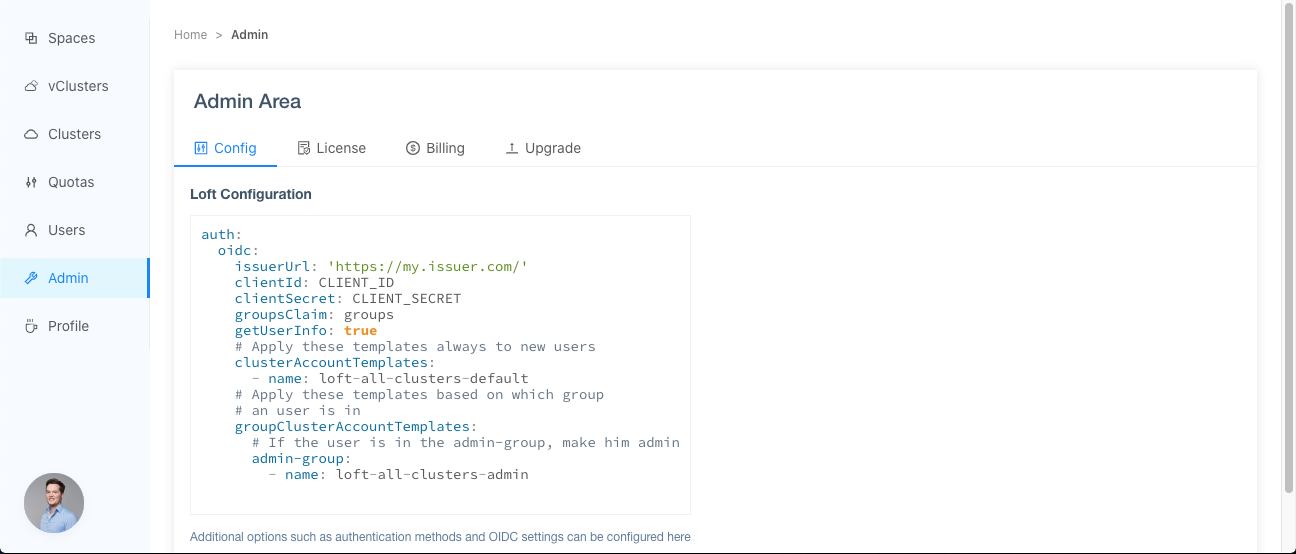 Spaces
vClusters
Clusters
Quotas
Users
Admin
Profile
Home > Admin
Admin Area
Config
License
Billing
Upgrade
Loft Configuration
auth:
  oidc:
    issuerUrl: 'https://my.issuer.com/'
    clientId: CLIENT_ID
    clientSecret: CLIENT_SECRET
    groupsClaim: groups
    getUserInfo: true
    # Apply these templates always to new users
    clusterAccountTemplates:
      - name: loft-all-clusters-default
    # Apply these templates based on which group
    # an user is in
    groupClusterAccountTemplates:
      # If the user is in the admin-group, make him admin
      admin-group:
        - name: loft-all-clusters-admin
Additional options such as authentication methods and OIDC settings can be configured here